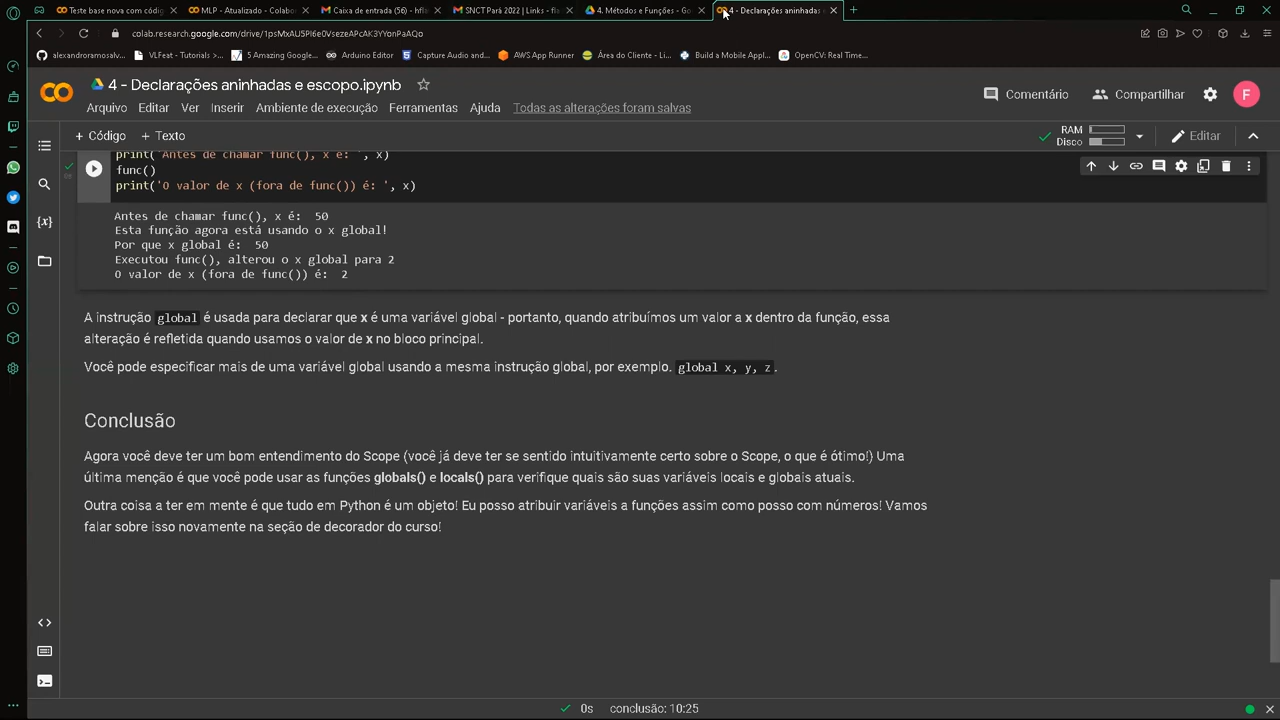 Teste base nova com códig
MLP - Atualizado - Colabo
Caixa de entrada (56) - hfl
SNCT Pará 2022 | Links - fl
4. Métodos e Funções - Go
4 - Declarações aninhadas e
colab.research.google.com/drive/1psMxAU5PI6e0VsezeAPcAK3YYonPaAQo
alexandroramosalv...
VLFeat - Tutorials >...
5 Amazing Google...
Arduino Editor
Capture Audio and...
AWS App Runner
Área do Cliente - Li...
Build a Mobile Appl...
OpenCV: Real Time...
4 - Declarações aninhadas e escopo.ipynb
Comentário
Compartilhar
F
Arquivo Editar Ver Inserir Ambiente de execução Ferramentas Ajuda Todas as alterações foram salvas
+ Código + Texto
RAM
Disco
Editar
print('Antes de chamar func(), x é: ', x)
func()
print('O valor de x (fora de func()) é: ', x)
Antes de chamar func(), x é: 50
Esta função agora está usando o x global!
Por que x global é: 50
Executou func(), alterou o x global para 2
O valor de x (fora de func()) é: 2
A instrução global é usada para declarar que x é uma variável global - portanto, quando atribuímos um valor a x dentro da função, essa
alteração é refletida quando usamos o valor de x no bloco principal.
Você pode especificar mais de uma variável global usando a mesma instrução global, por exemplo. global x, y, z.
Conclusão
Agora você deve ter um bom entendimento do Scope (você já deve ter se sentido intuitivamente certo sobre o Scope, o que é ótimo!) Uma
última menção é que você pode usar as funções globals() e locals() para verifique quais são suas variáveis locais e globais atuais.
Outra coisa a ter em mente é que tudo em Python é um objeto! Eu posso atribuir variáveis a funções assim como posso com números! Vamos
falar sobre isso novamente na seção de decorador do curso!
0s conclusão: 10:25